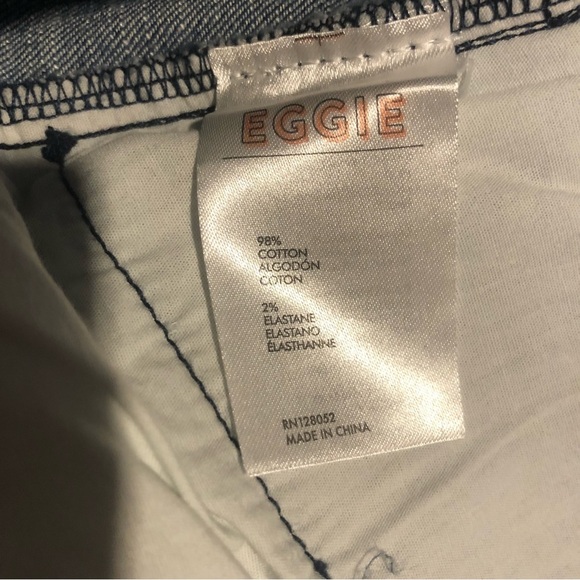 EGGIE
98%
COTTON
ALGODÓN
COTON
2%
ELASTANE
ELASTANO
ÉLASTHANNE
RN128052
MADE IN CHINA